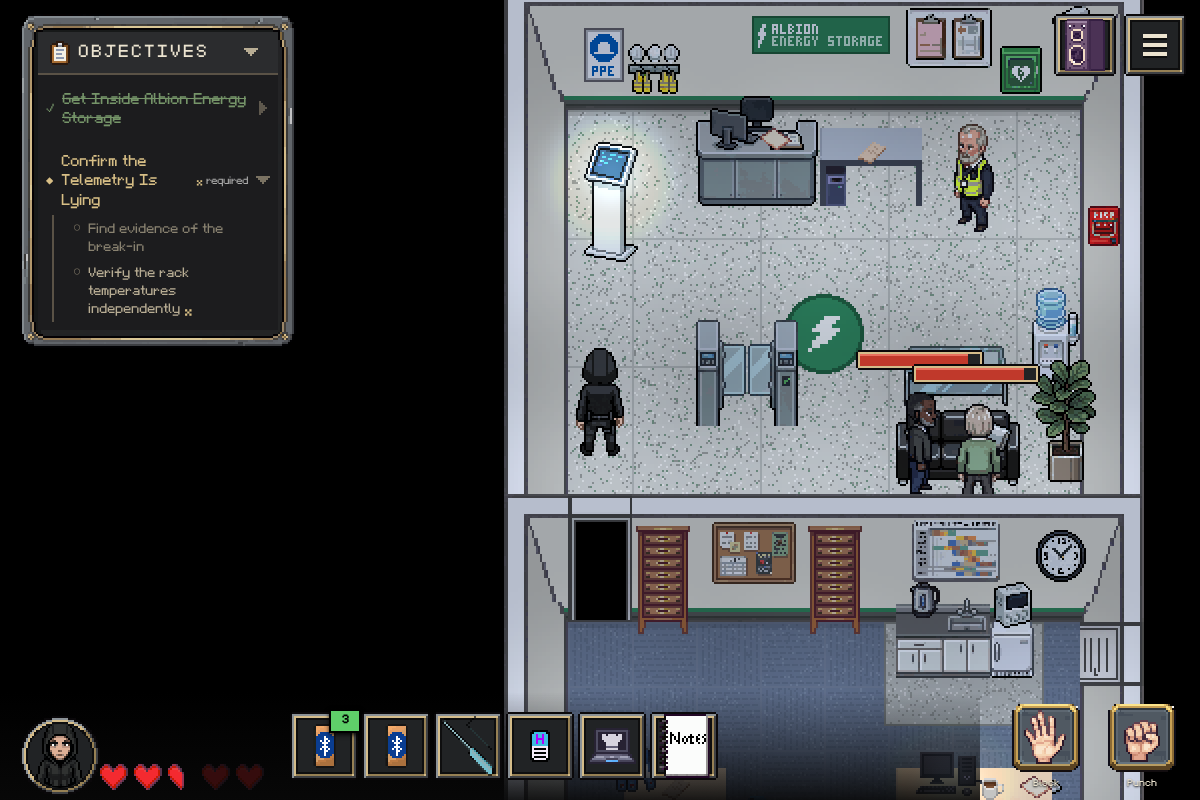 OBJECTIVES
Get Inside Albion Energy
Storage
Confirm the
Telemetry Is
Lying
x required
Find evidence of the
break-in
Verify the rack
temperatures
independently x
PPE
ALBION
ENERGY STORAGE
3
H
Notes
Punch